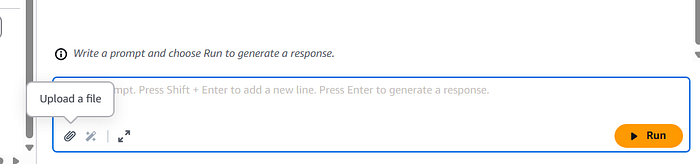 Write a prompt and choose Run to generate a response.
mpt. Press Shift + Enter to add a new line. Press Enter to generate a response.
Upload a file
Run